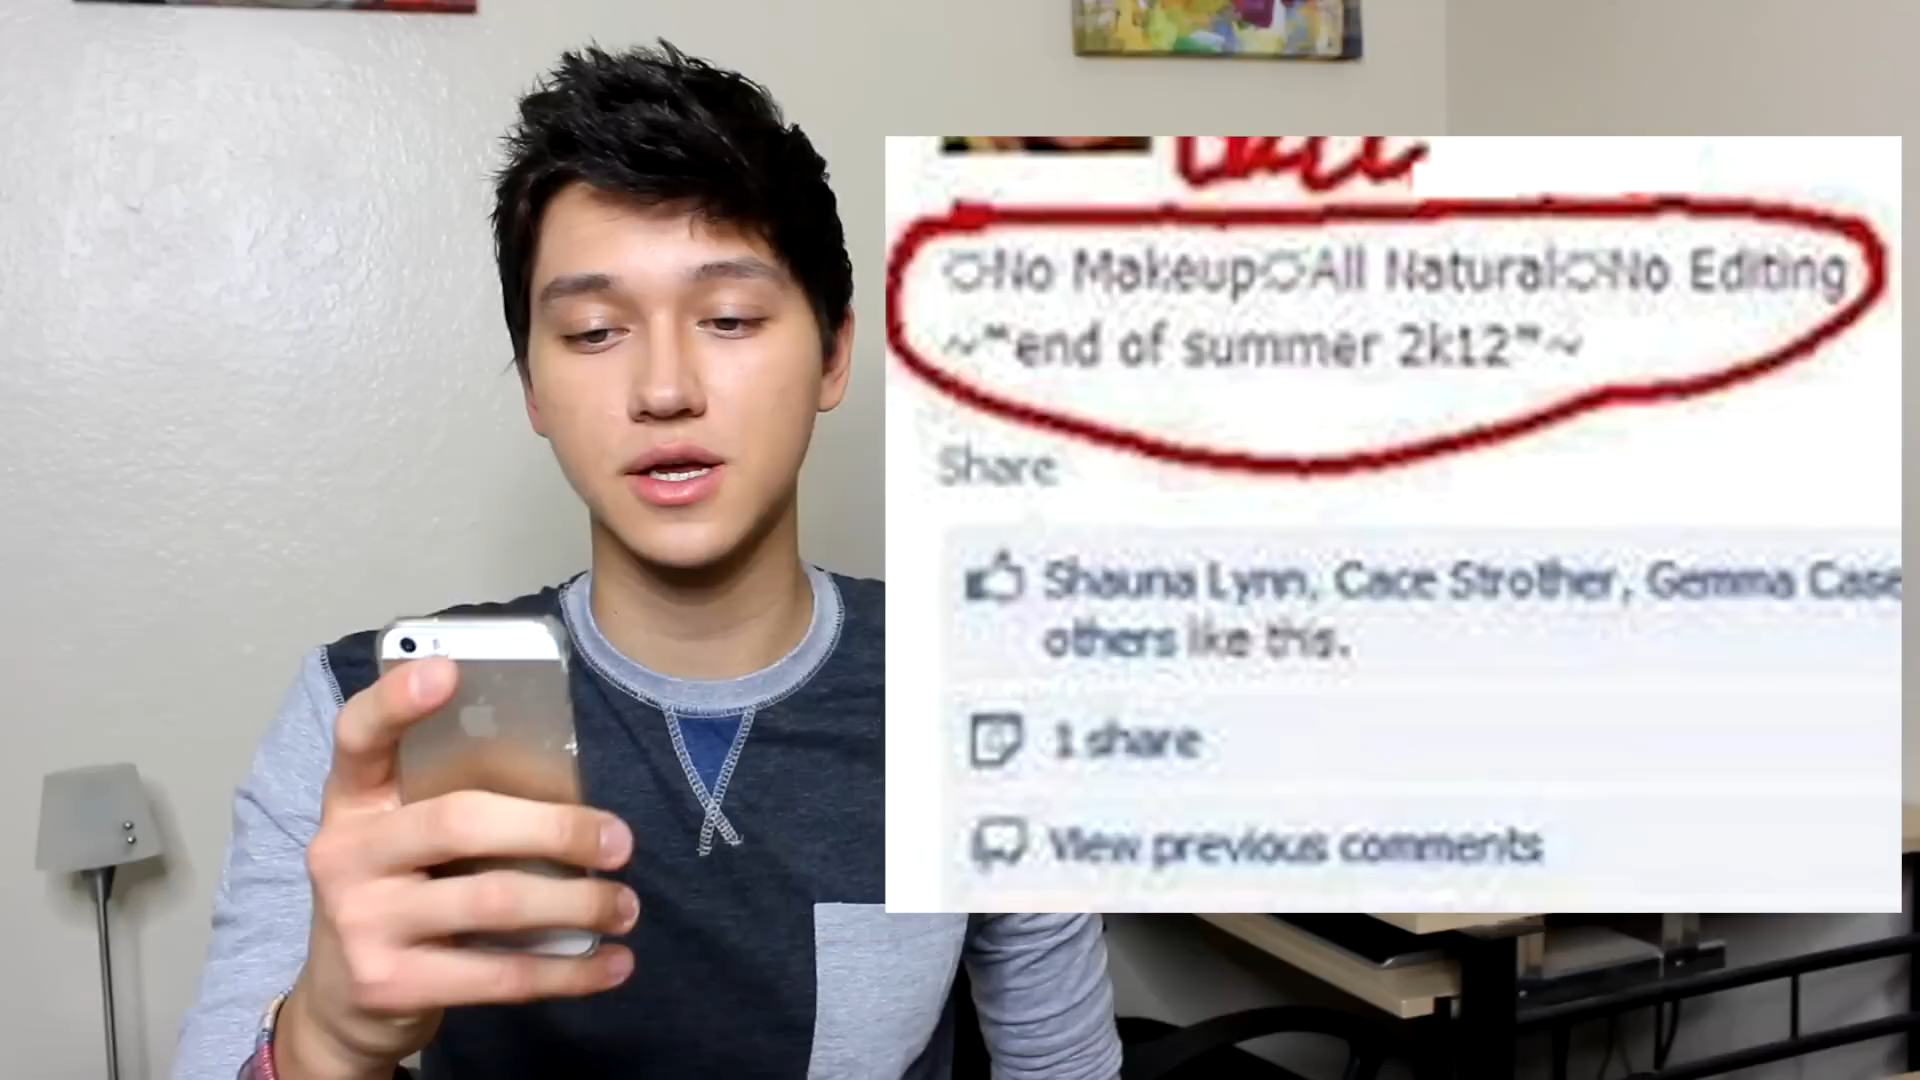 ♡No Makeup♡All Natural♡No Editing
~"end of summer 2k12"~
Share
Shauna Lynn, Cace Strother, Gemma Case
others like this.
1 share
View previous comments